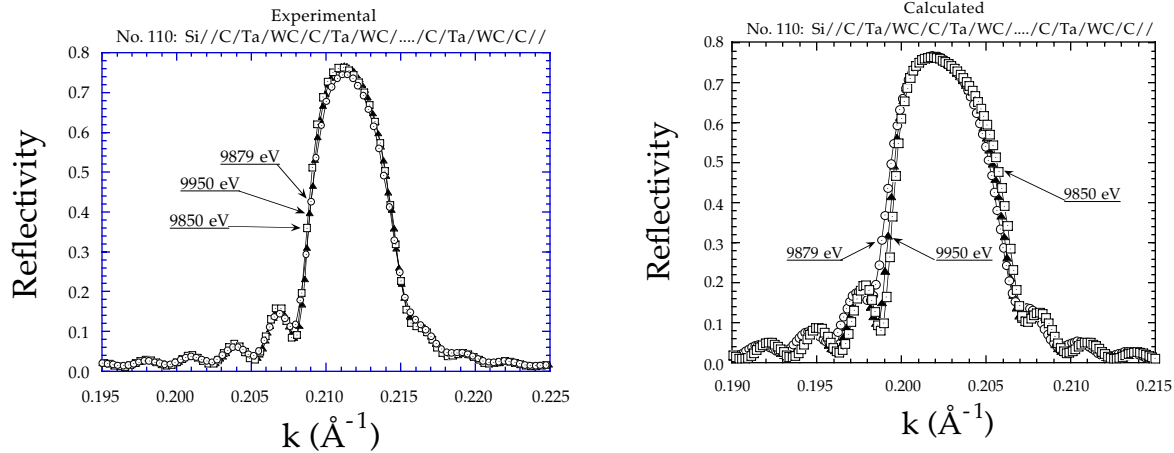 Experimental
No. 110: Si//C/Ta/WC/C/Ta/WC/..../C/Ta/WC/C//
0.8
0.7
0.6
0.5
0.4
0.3
0.2
0.1
0.0
Reflectivity
9879 eV
9950 eV
9850 eV
0.195 0.200 0.205 0.210 0.215 0.220 0.225
k (Å⁻¹)
Calculated
No. 110: Si//C/Ta/WC/C/Ta/WC/..../C/Ta/WC/C//
0.8
0.7
0.6
0.5
0.4
0.3
0.2
0.1
0.0
Reflectivity
9850 eV
9879 eV
9950 eV
0.190 0.195 0.200 0.205 0.210 0.215
k (Å⁻¹)